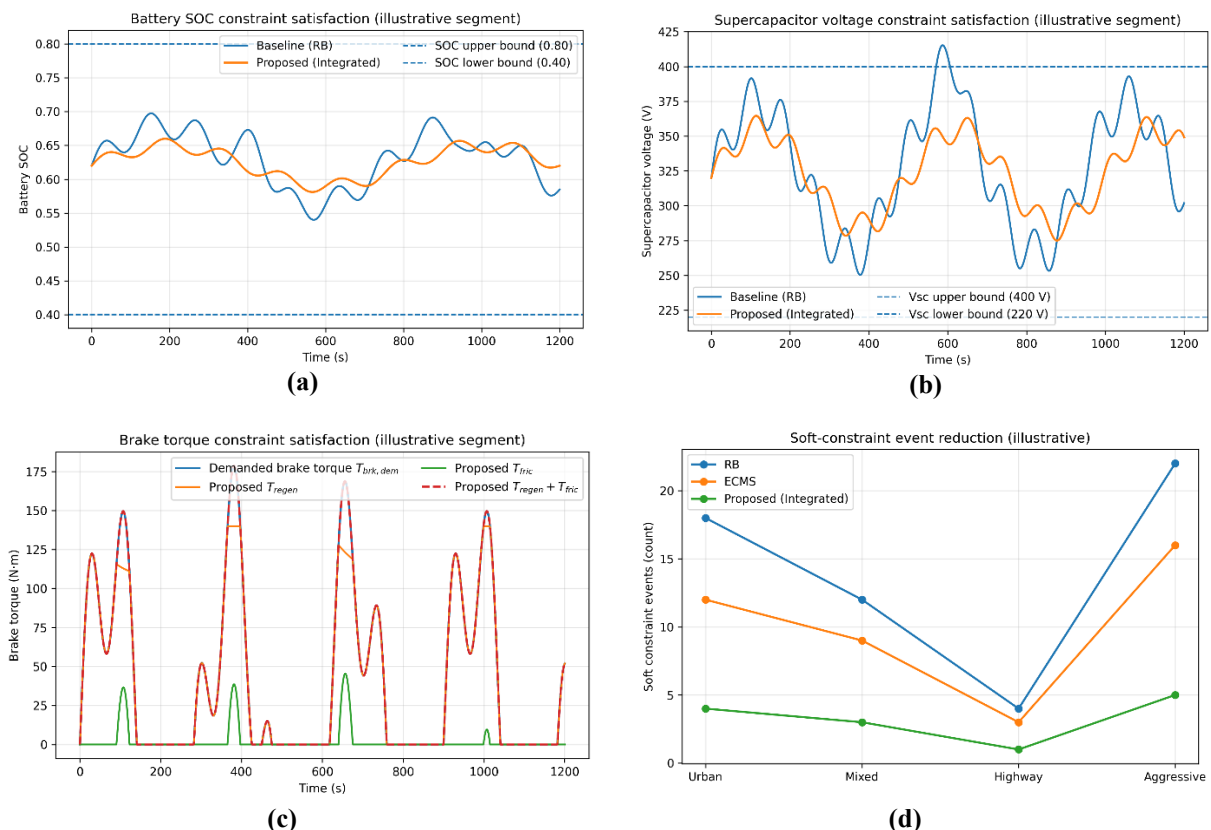 Battery SOC constraint satisfaction (illustrative segment)
Baseline (RB)
Proposed (Integrated)
SOC upper bound (0.80)
SOC lower bound (0.40)
Battery SOC
0.80
0.75
0.70
0.65
0.60
0.55
0.50
0.45
0.40
0 200 400 600 800 1000 1200
Time (s)
(a)
Supercapacitor voltage constraint satisfaction (illustrative segment)
Supercapacitor voltage (V)
425
400
375
350
325
300
275
250
225
Baseline (RB)
Proposed (Integrated)
Vsc upper bound (400 V)
Vsc lower bound (220 V)
0 200 400 600 800 1000 1200
Time (s)
(b)
Brake torque constraint satisfaction (illustrative segment)
Demanded brake torque T_brk, dem
Proposed T_regen
Proposed T_fric
Proposed T_regen + T_fric
Brake torque (N·m)
175
150
125
100
75
50
25
0
0 200 400 600 800 1000 1200
Time (s)
(c)
Soft-constraint event reduction (illustrative)
RB
ECMS
Proposed (Integrated)
Soft constraint events (count)
20
15
10
5
0
Urban Mixed Highway Aggressive
(d)